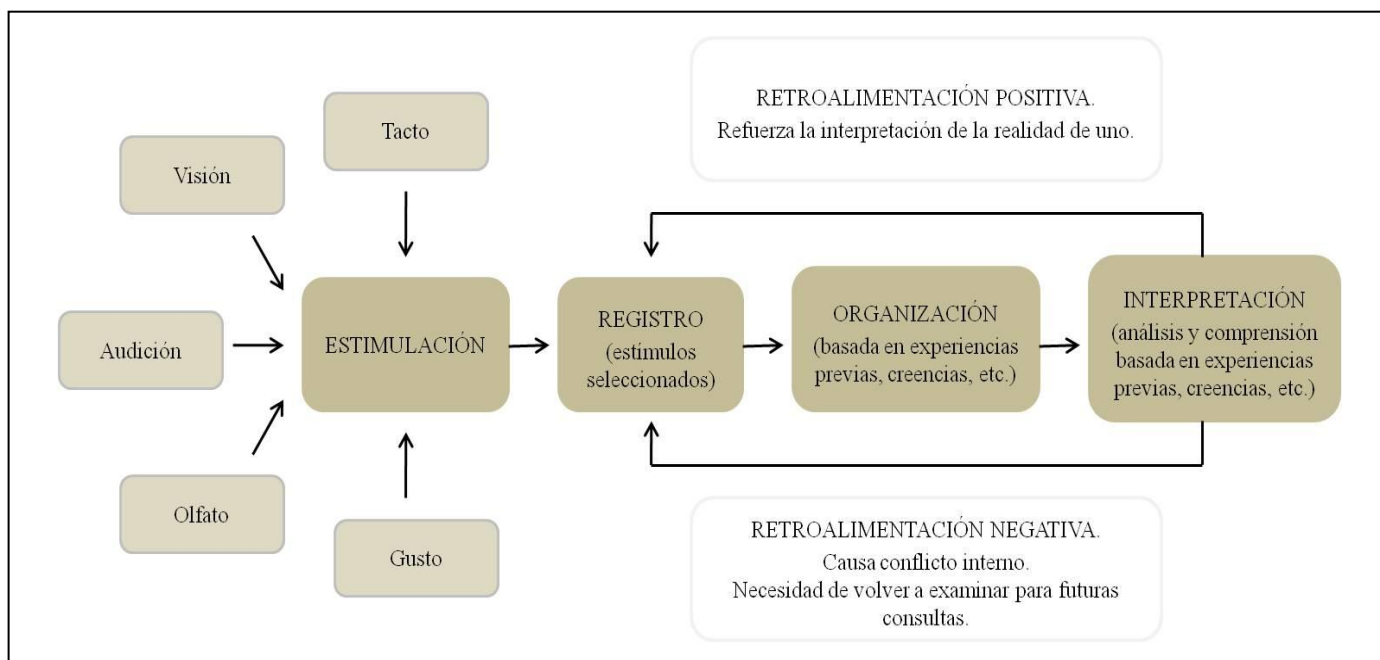 RETROALIMENTACIÓN POSITIVA.
Refuerza la interpretación de la realidad de uno.
Tacto
Visión
Audición
Olfato
Gusto
ESTIMULACIÓN
REGISTRO
(estímulos
seleccionados)
ORGANIZACIÓN
(basada en experiencias
previas, creencias, etc.)
INTERPRETACIÓN
(análisis y comprensión
basada en experiencias
previas, creencias, etc.)
RETROALIMENTACIÓN NEGATIVA.
Causa conflicto interno.
Necesidad de volver a examinar para futuras
consultas.